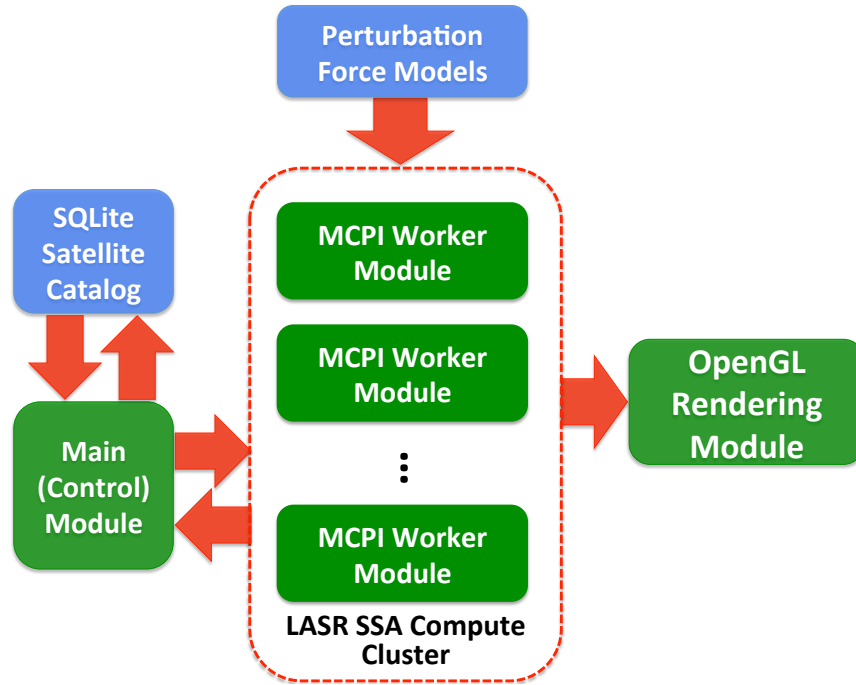 Perturbation
Force Models
SQLite
Satellite
Catalog
MCPI Worker
Module
MCPI Worker
Module
OpenGL
Rendering
Module
Main
(Control)
Module
MCPI Worker
Module
LASR SSA Compute
Cluster